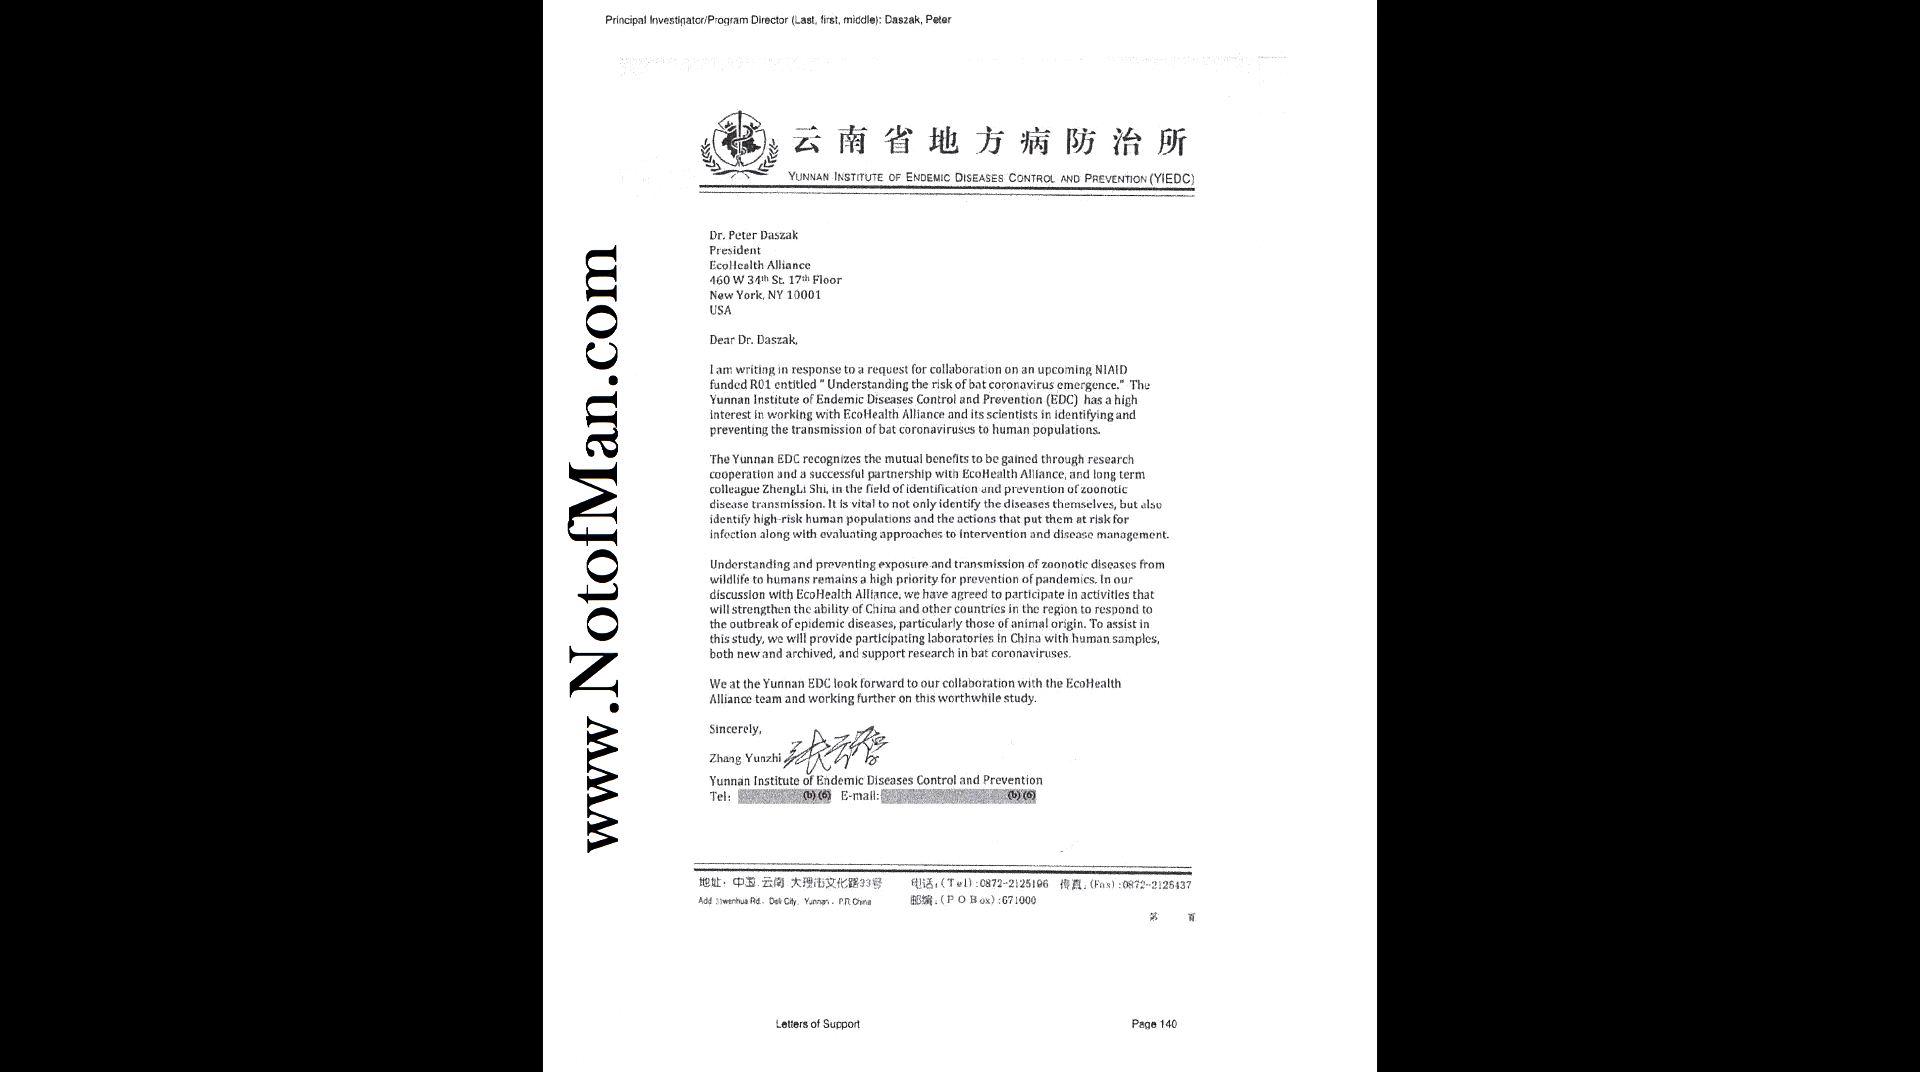 Principal Investigator/Program Director (Last, first, middle): Daszak, Peter
云南省地方病防治所
YUNNAN INSTITUTE OF ENDEMIC DISEASES CONTROL AND PREVENTION (YIEDC)
www.NotofMan.com
Dr. Peter Daszak
President
EcoHealth Alliance
460 W 34th St. 17th Floor
New York, NY 10001
USA
Dear Dr. Daszak,
I am writing in response to a request for collaboration on an upcoming NIAID
funded R01 entitled " Understanding the risk of bat coronavirus emergence." The
Yunnan Institute of Endemic Diseases Control and Prevention (EDC) has a high
interest in working with EcoHealth Alliance and its scientists in identifying and
preventing the transmission of bat coronaviruses to human populations.
The Yunnan EDC recognizes the mutual benefits to be gained through research
cooperation and a successful partnership with EcoHealth Alliance, and long term
colleague ZhengLi Shi, in the field of identification and prevention of zoonotic
disease transmission. It is vital to not only identify the diseases themselves, but also
identify high-risk human populations and the actions that put them at risk for
infection along with evaluating approaches to intervention and disease management.
Understanding and preventing exposure and transmission of zoonotic diseases from
wildlife to humans remains a high priority for prevention of pandemics. In our
discussion with EcoHealth Alliance, we have agreed to participate in activities that
will strengthen the ability of China and other countries in the region to respond to
the outbreak of epidemic diseases, particularly those of animal origin. To assist in
this study, we will provide participating laboratories in China with human samples,
both new and archived, and support research in bat coronaviruses.
We at the Yunnan EDC look forward to our collaboration with the EcoHealth
Alliance team and working further on this worthwhile study.
Sincerely,
Zhang Yunzhi
Yunnan Institute of Endemic Diseases Control and Prevention
Tel: (b) (6) E-mail: (b) (6)
地址: 中国.云南 大理市文化路33号 电话:(Tel):0872-2125196 传真:(Fax):0872-2125437
Add wenhua Rd. Dali City. Yunnan. P.R.China 邮编:(P O Box):671000
第 頁
Letters of Support Page 140